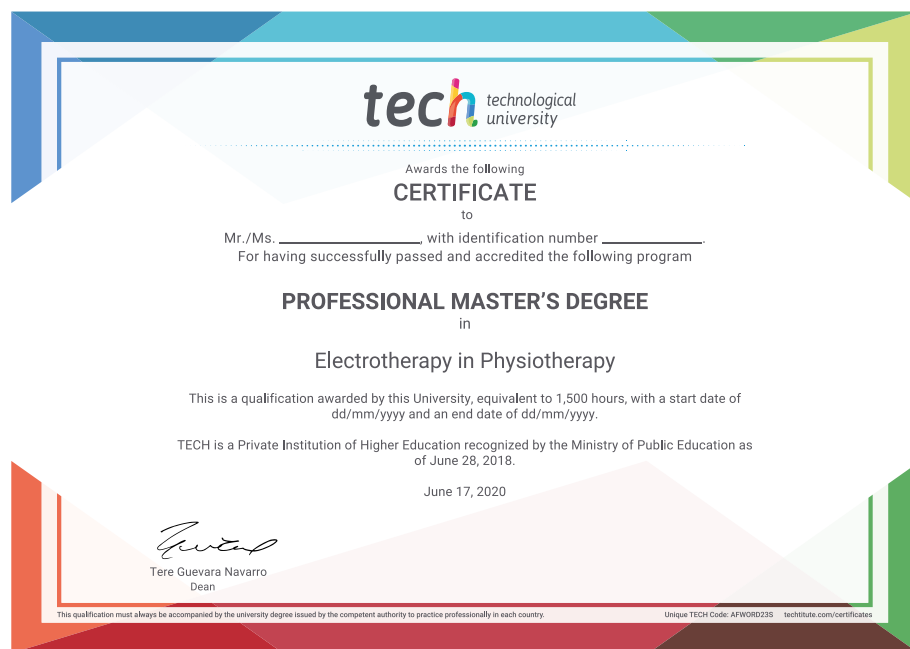 tech technological
university
Awards the following
CERTIFICATE
to
Mr./Ms. ____________________, with identification number ______________.
For having successfully passed and accredited the following program
PROFESSIONAL MASTER'S DEGREE
in
Electrotherapy in Physiotherapy
This is a qualification awarded by this University, equivalent to 1,500 hours, with a start date of
dd/mm/yyyy and an end date of dd/mm/yyyy.
TECH is a Private Institution of Higher Education recognized by the Ministry of Public Education as
of June 28, 2018.
June 17, 2020
Tere Guevara Navarro
Dean
This qualification must always be accompanied by the university degree issued by the competent authority to practice professionally in each country.
Unique TECH Code: AFWORD23S techtitute.com/certificates